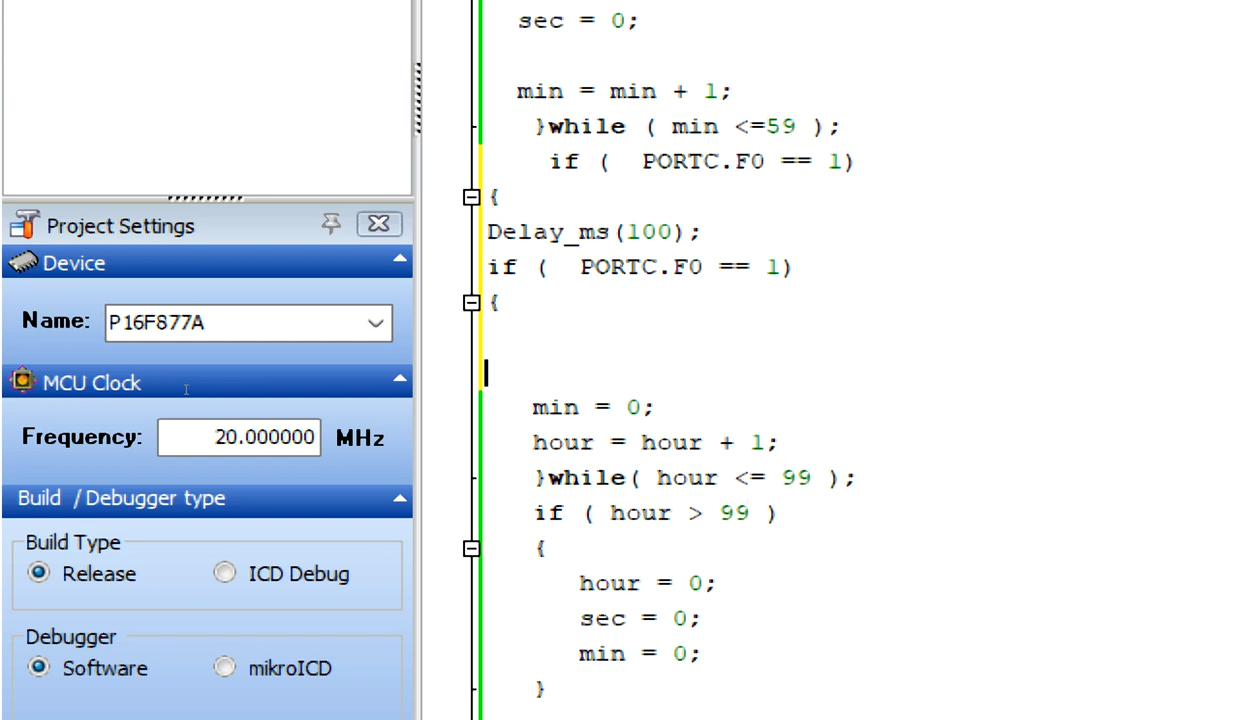 Project Settings
Device
Name: P16F877A
MCU Clock
Frequency: 20.000000 MHz
Build / Debugger type
Build Type
Release ICD Debug
Debugger
Software mikroICD
sec = 0;
min = min + 1;
}while ( min <=59 );
if (  PORTC.F0 == 1)
{
Delay_ms(100);
if (  PORTC.F0 == 1)
{
min = 0;
hour = hour + 1;
}while( hour <= 99 );
if ( hour > 99 )
{
hour = 0;
sec = 0;
min = 0;
}